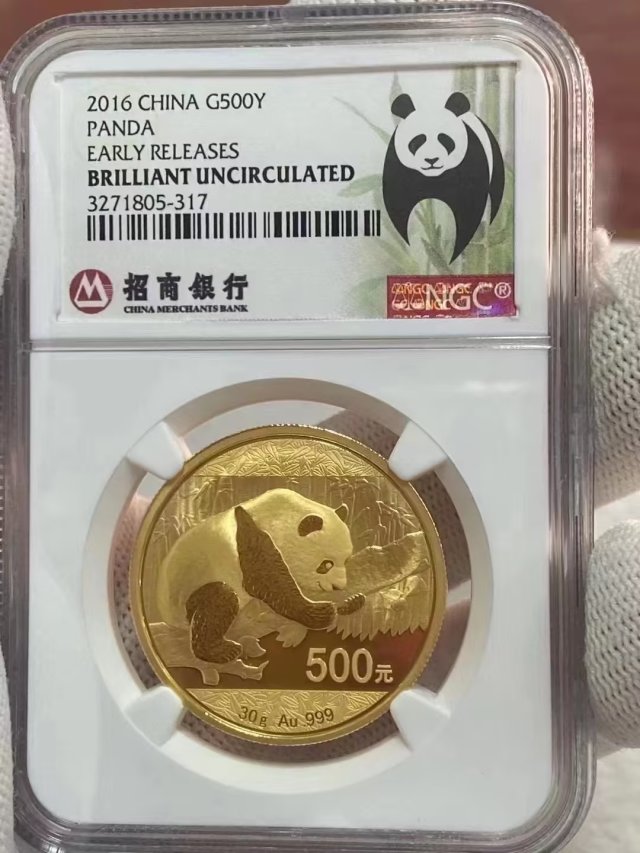 2016 CHINA G500Y
PANDA
EARLY RELEASES
BRILLIANT UNCIRCULATED
3271805-317
招商银行
CHINA MERCHANTS BANK
NGC®
500元
30g Au.999